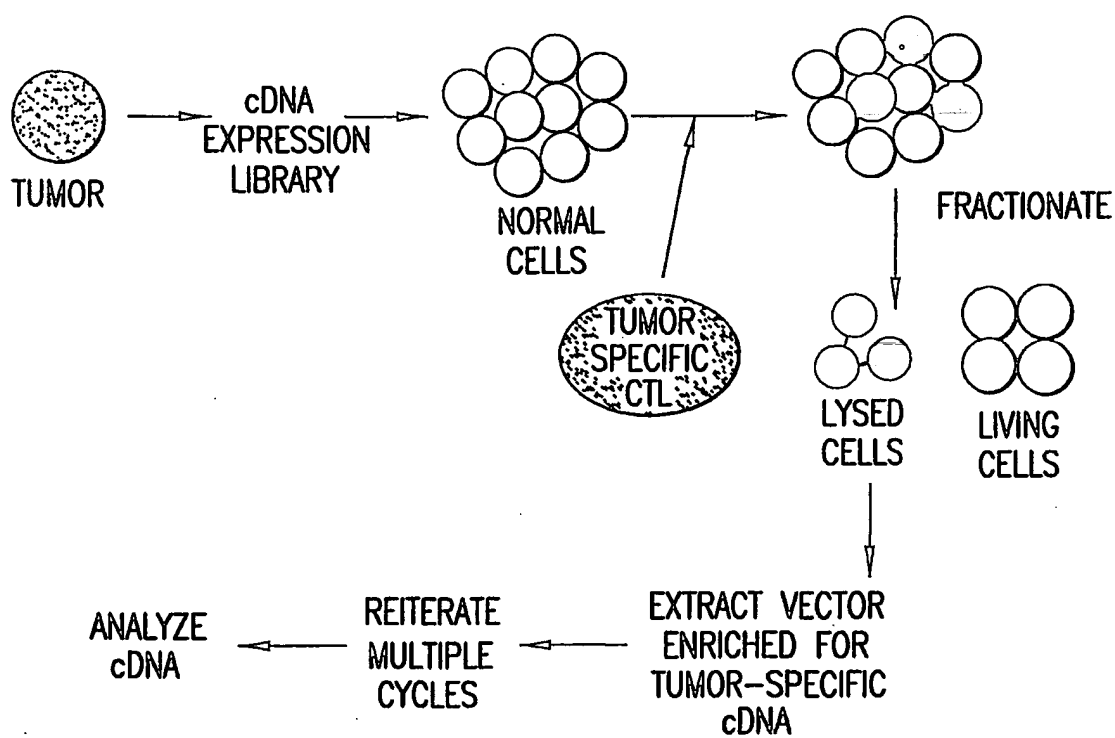 TUMOR
cDNA
EXPRESSION
LIBRARY
NORMAL
CELLS
TUMOR
SPECIFIC
CTL
FRACTIONATE
LYSED
CELLS
LIVING
CELLS
EXTRACT VECTOR
ENRICHED FOR
TUMOR-SPECIFIC
cDNA
REITERATE
MULTIPLE
CYCLES
ANALYZE
cDNA